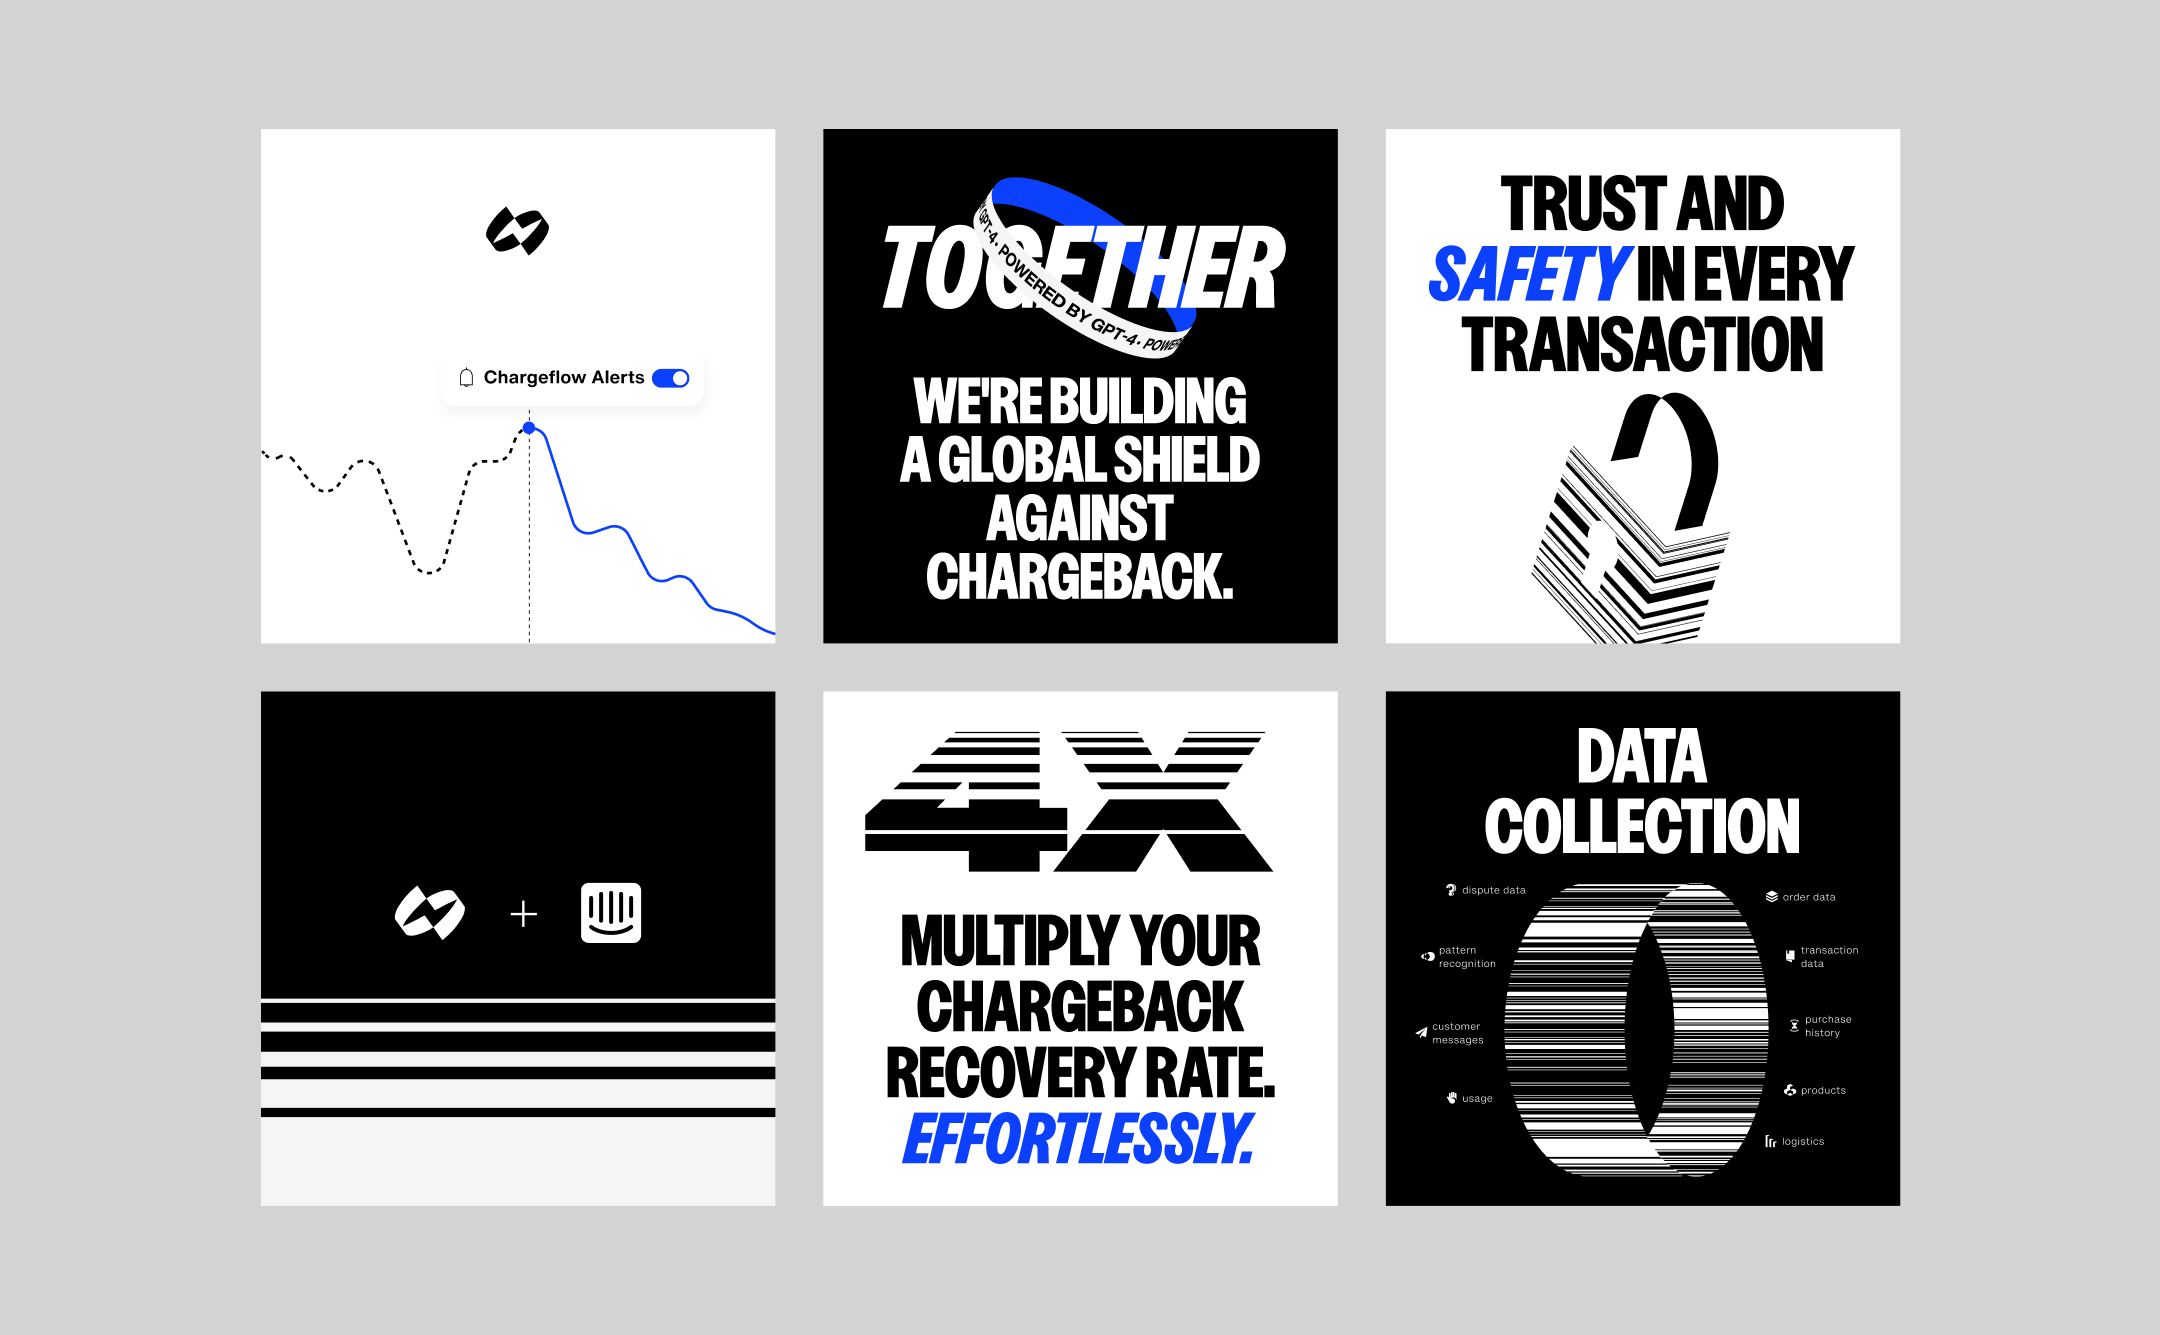 Chargeflow Alerts
TOGETHER
GPT-4 • POWERED BY GPT-4 • POWERED
WE'RE BUILDING
A GLOBAL SHIELD
AGAINST
CHARGEBACK.
TRUST AND
SAFETY IN EVERY
TRANSACTION
4X
MULTIPLY YOUR
CHARGEBACK
RECOVERY RATE.
EFFORTLESSLY.
DATA
COLLECTION
dispute data
order data
pattern
recognition
transaction
data
customer
messages
purchase
history
usage
products
logistics